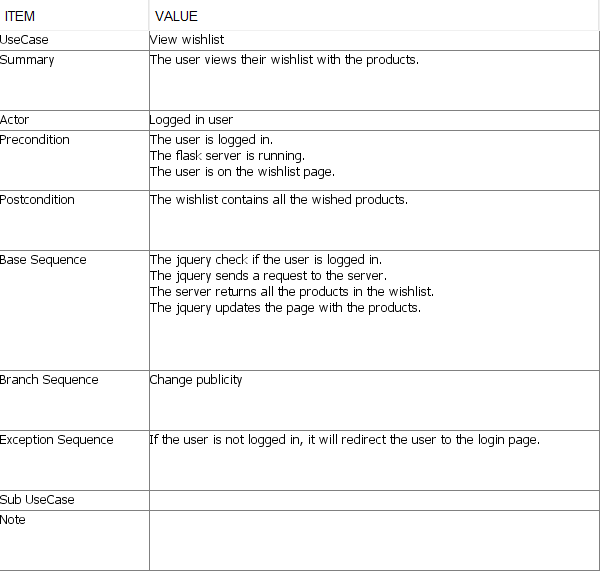 ITEM VALUE
UseCase View wishlist
Summary The user views their wishlist with the products.
Actor Logged in user
Precondition The user is logged in.
The flask server is running.
The user is on the wishlist page.
Postcondition The wishlist contains all the wished products.
Base Sequence The jquery check if the user is logged in.
The jquery sends a request to the server.
The server returns all the products in the wishlist.
The jquery updates the page with the products.
Branch Sequence Change publicity
Exception Sequence If the user is not logged in, it will redirect the user to the login page.
Sub UseCase
Note